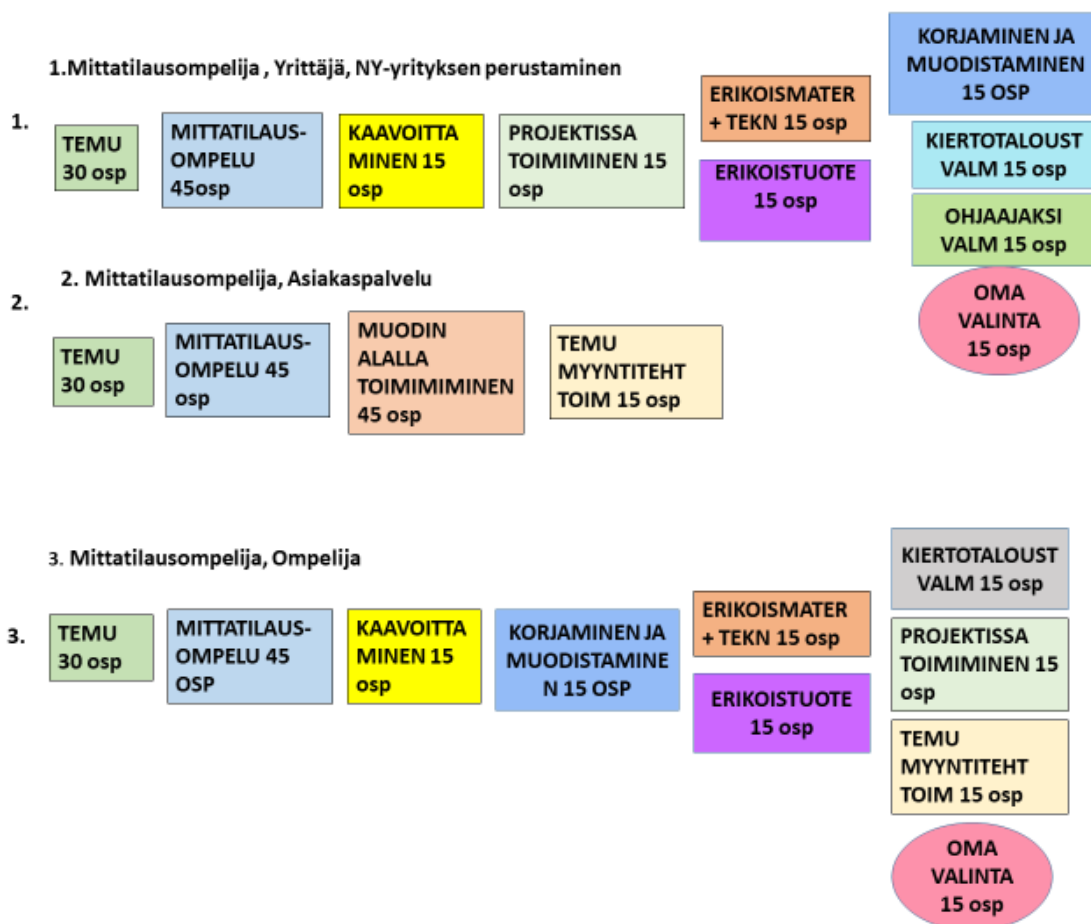 1.Mittatilausompelija , Yrittäjä, NY-yrityksen perustaminen
1.
TEMU
30 osp
MITTATILAUS-
OMPELU
45osp
KAAVOITTA
MINEN 15
osp
PROJEKTISSA
TOIMIMINEN 15
osp
ERIKOISMATER
+ TEKN 15 osp
ERIKOISTUOTE
15 osp
KORJAMINEN JA
MUODISTAMINEN
15 OSP
KIERTOTALOUST
VALM 15 osp
OHJAAJAKSI
VALM 15 osp
OMA
VALINTA
15 osp
2. Mittatilausompelija, Asiakaspalvelu
2.
TEMU
30 osp
MITTATILAUS-
OMPELU 45
osp
MUODIN
ALALLA
TOIMIMIMINEN
45 osp
TEMU
MYYNTITEHT
TOIM 15 osp
3. Mittatilausompelija, Ompelija
3.
TEMU
30 osp
MITTATILAUS-
OMPELU 45
OSP
KAAVOITTA
MINEN 15
osp
KORJAMINEN JA
MUODISTAMINE
N 15 OSP
ERIKOISMATER
+ TEKN 15 osp
ERIKOISTUOTE
15 osp
KIERTOTALOUST
VALM 15 osp
PROJEKTISSA
TOIMIMINEN 15
osp
TEMU
MYYNTITEHT
TOIM 15 osp
OMA
VALINTA
15 osp